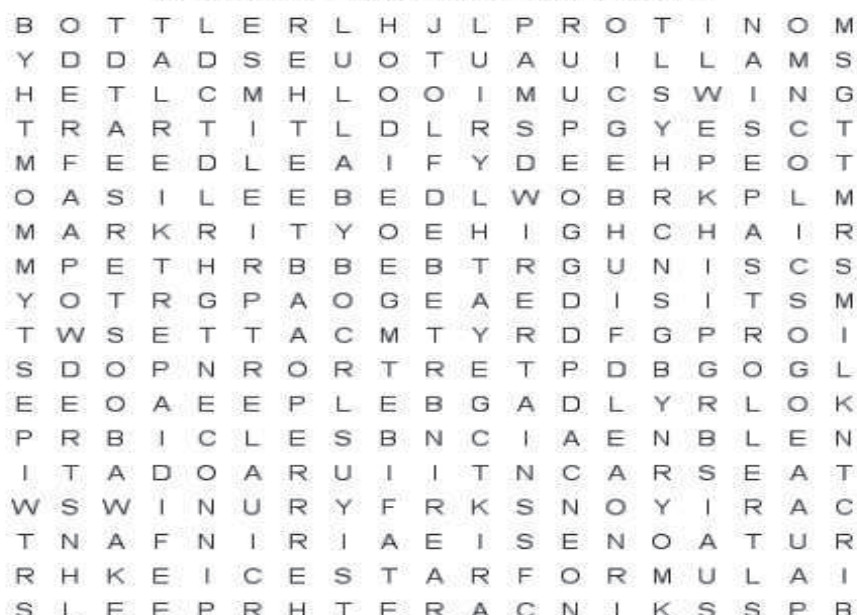 B O T T L E R L H J L P R O T I N O M
Y D D A D S E U O T U A U I L L A M S
H E T L C M H L O O I M U C S W I N G
T R A R T I T L D L R S P G Y E S C T
M F E E D L E A I F Y D E E H P E O T
O A S I L E E B E D L W O B R K P L M
M A R K R I T Y O E H I G H C H A I R
M P E T H R B B E B T R G U N I S C S
Y O T R G P A O G E A E D I S I T S M
T W S E T T A C M T Y R D F G P R O I
S D O P N R O R T R E T P D B G O G L
E E O A E E P L E B G A D L Y R L O K
P R B I C L E S B N C I A E N B L E N
I T A D O A R U I I T N C A R S E A T
W S W I N U R Y F R K S N O Y I R A C
T N A F N I R I A E I S E N O A T U R
R H K E I C E S T A R F O R M U L A I
S L E E P R H T E R A C N I K S S P B